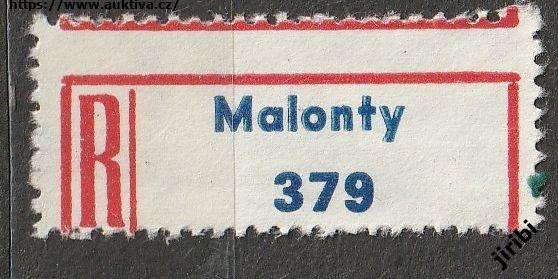 https://www.auktiva.cz/
R
Malonty
379
jiribi